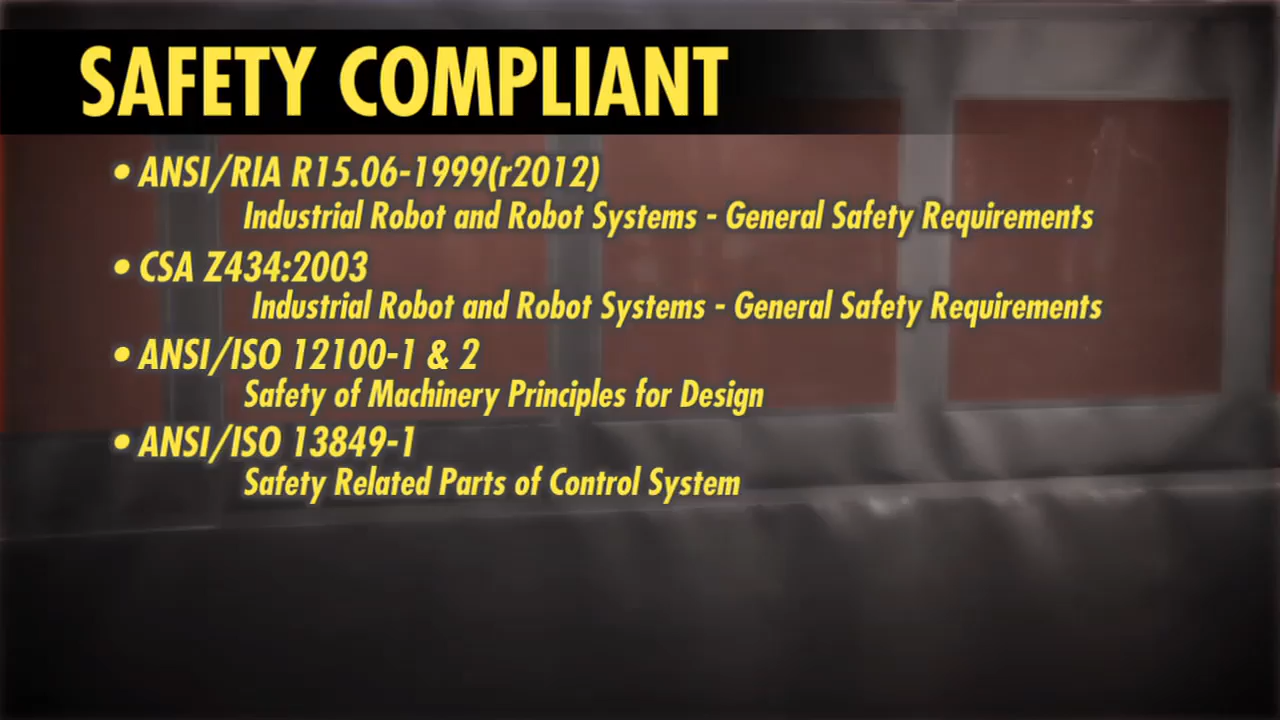 SAFETY COMPLIANT
• ANSI/RIA R15.06-1999(r2012)
Industrial Robot and Robot Systems - General Safety Requirements
• CSA Z434:2003
Industrial Robot and Robot Systems - General Safety Requirements
• ANSI/ISO 12100-1 & 2
Safety of Machinery Principles for Design
• ANSI/ISO 13849-1
Safety Related Parts of Control System